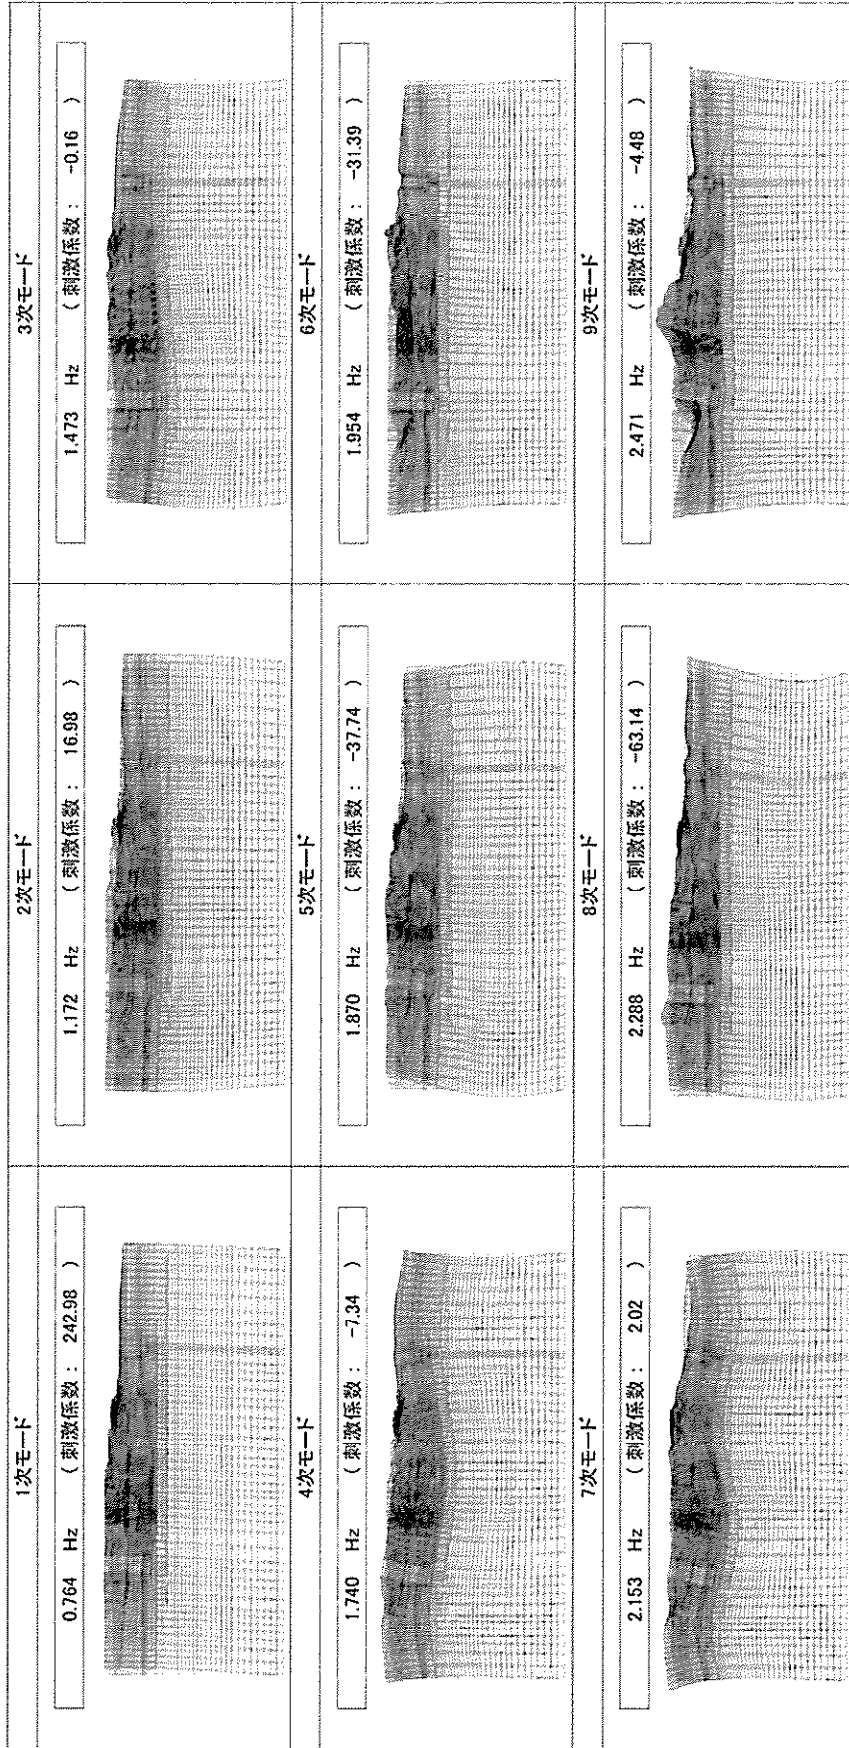 1次モード
0.764 Hz ( 刺激係数 : 242.98 )
2次モード
1.172 Hz ( 刺激係数 : 16.98 )
3次モード
1.473 Hz ( 刺激係数 : -0.16 )
4次モード
1.740 Hz ( 刺激係数 : -7.34 )
5次モード
1.870 Hz ( 刺激係数 : -37.74 )
6次モード
1.954 Hz ( 刺激係数 : -31.39 )
7次モード
2.153 Hz ( 刺激係数 : 2.02 )
8次モード
2.288 Hz ( 刺激係数 : -63.14 )
9次モード
2.471 Hz ( 刺激係数 : -4.48 )